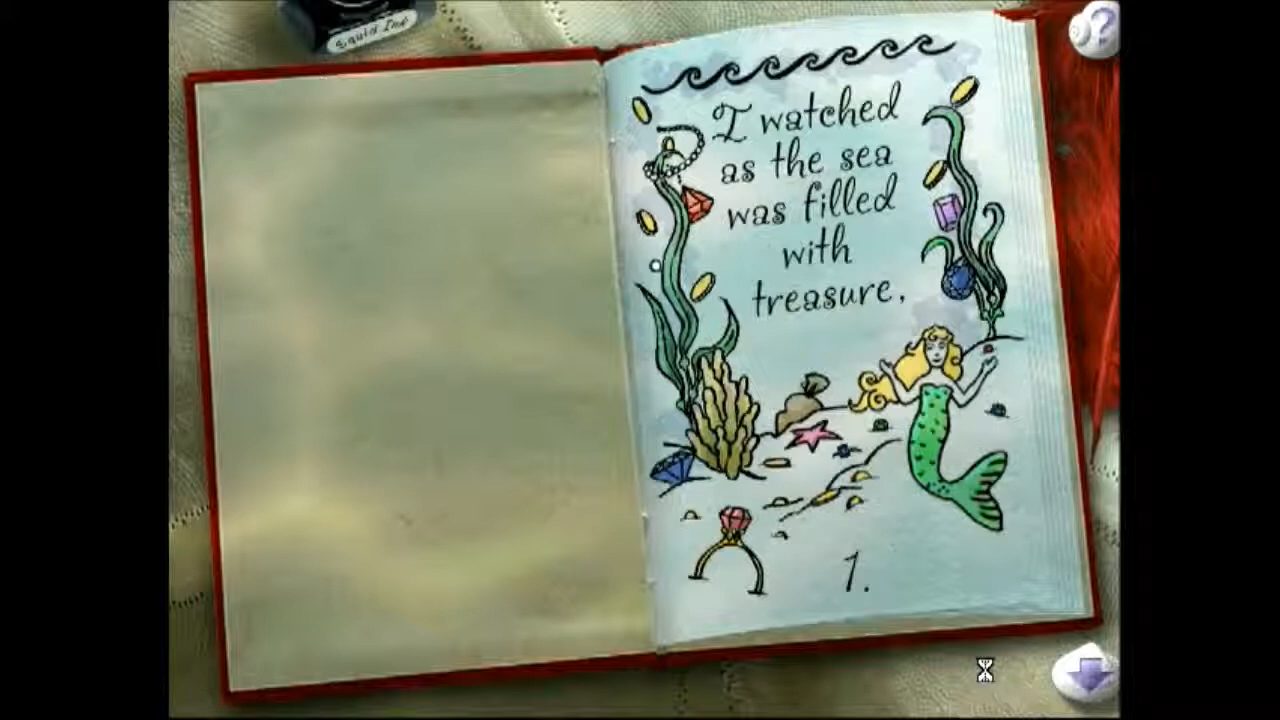 Squid Ink
I watched
as the sea
was filled
with
treasure.
1.
?